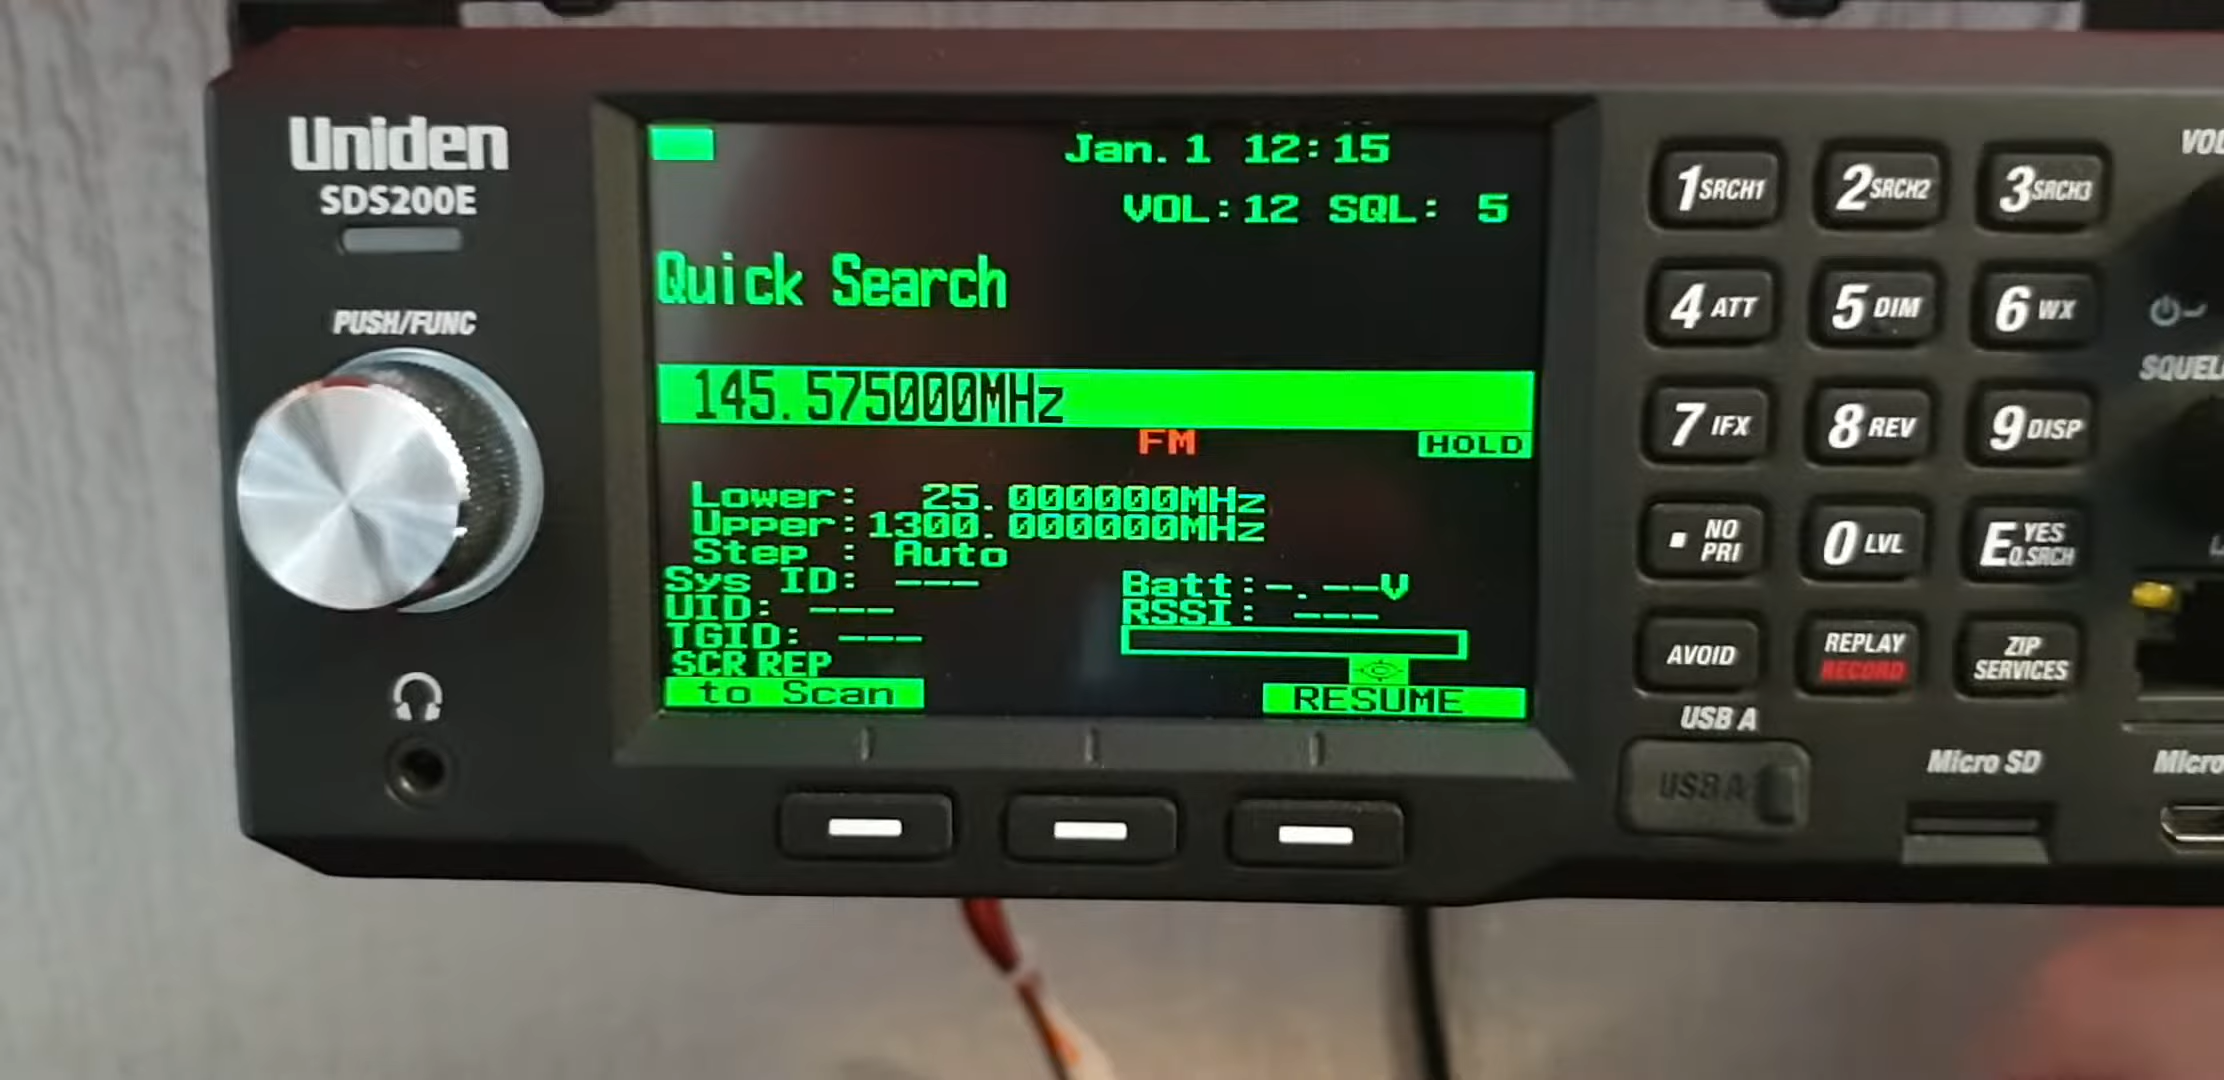 Uniden
SDS200E
PUSH/FUNC
Jan. 1 12:15
VOL:12 SQL: 5
Quick Search
145.575000MHz
FM
HOLD
Lower: 25.000000MHz
Upper:1300.000000MHz
Step : Auto
Sys ID: ---
Batt:-.--V
UID: ---
RSSI: ---
TGID: ---
SCR REP
to Scan
RESUME
1 SRCH1
2 SRCH2
3 SRCH3
4 ATT
5 DIM
6 WX
7 IFX
8 REV
9 DISP
. NO PRI
0 LVL
E YES Q.SRCH
AVOID
REPLAY
RECORD
ZIP
SERVICES
USB A
USB A
Micro SD
Micro
VOL
SQUEL